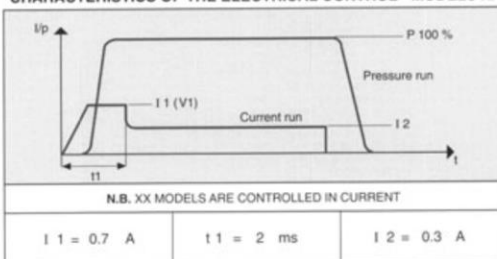 I/p
P 100 %
Pressure run
I 1 (V1)
Current run
I 2
t
t1
N.B. XX MODELS ARE CONTROLLED IN CURRENT
I 1 = 0.7 A
t 1 = 2 ms
I 2 = 0.3 A